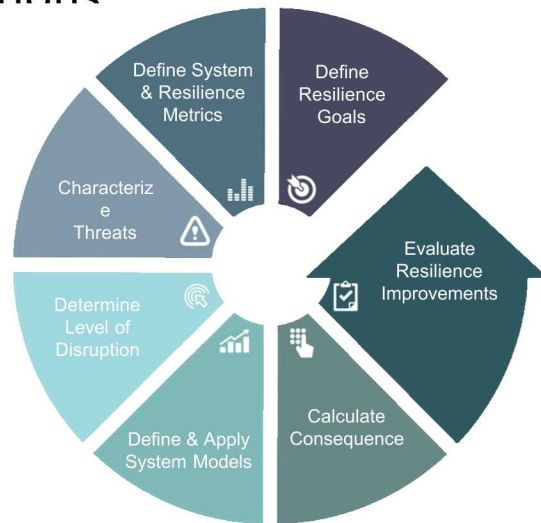 Define System
& Resilience
Metrics
Define
Resilience
Goals
Characteriz
e
Threats
Evaluate
Resilience
Improvements
Determine
Level of
Disruption
Define & Apply
System Models
Calculate
Consequence